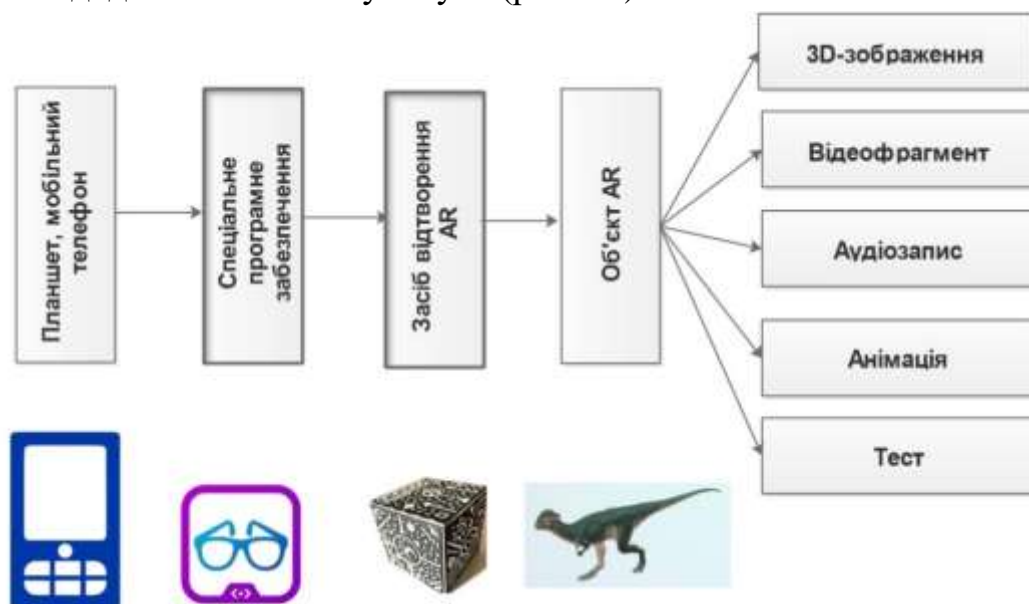 Планшет, мобільний
телефон
Спеціальне
програмне
забезпечення
Засіб відтворення
AR
Об'єкт AR
3D-зображення
Відеофрагмент
Аудіозапис
Анімація
Тест